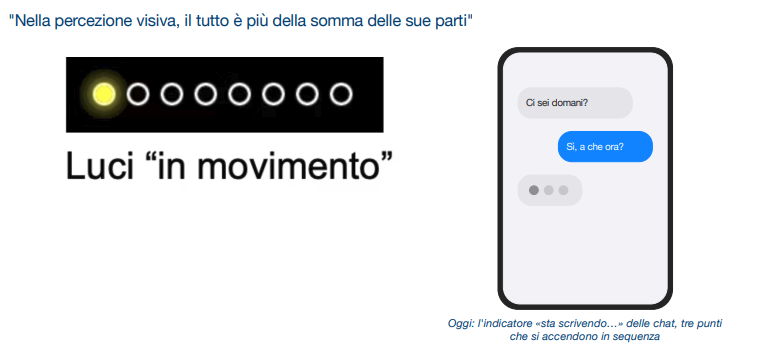 "Nella percezione visiva, il tutto è più della somma delle sue parti"
Luci “in movimento”
Ci sei domani?
Sì, a che ora?
Oggi: l'indicatore «sta scrivendo…» delle chat, tre punti
che si accendono in sequenza